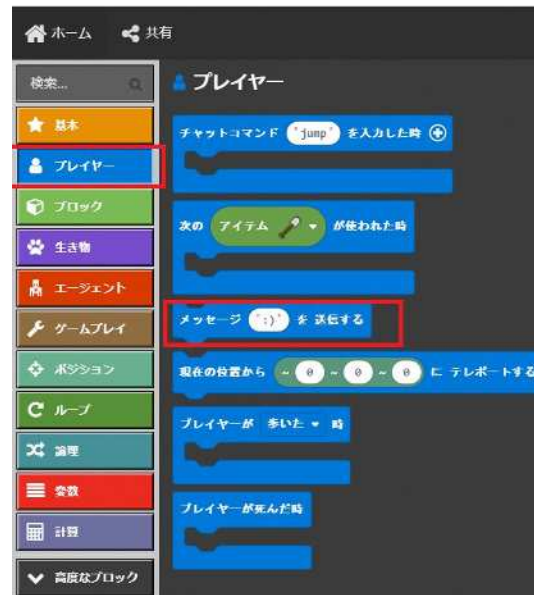 ホーム 共有
検索...
プレイヤー
基本
プレイヤー
ブロック
生き物
エージェント
ゲームプレイ
ポジション
ループ
論理
変数
計算
高度なブロック
チャットコマンド "jump" を入力した時
次の アイテム が使われた時
メッセージ ":)" を 送信する
現在の位置から ~ 0 ~ 0 ~ 0 に テレポートする
プレイヤーが 歩いた 時
プレイヤーが死んだ時